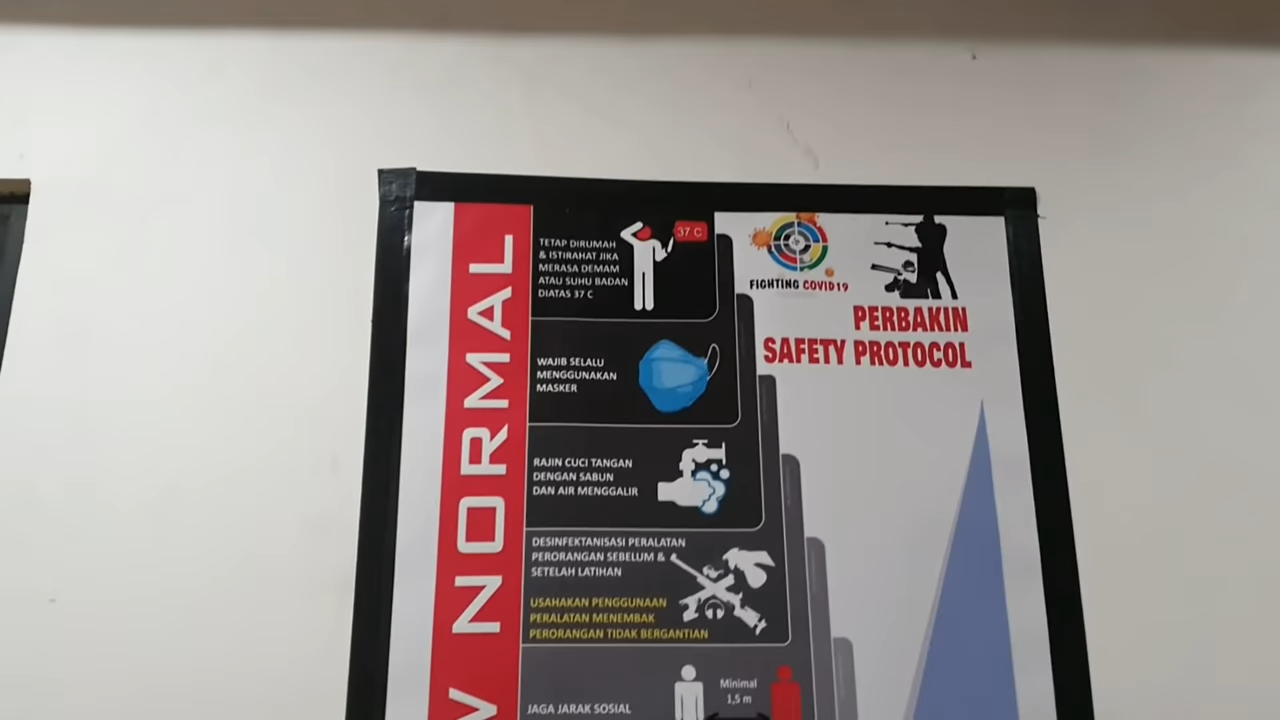 W NORMAL
TETAP DIRUMAH
& ISTIRAHAT JIKA
MERASA DEMAM
ATAU SUHU BADAN
DIATAS 37 C
37 C
WAJIB SELALU
MENGGUNAKAN
MASKER
RAJIN CUCI TANGAN
DENGAN SABUN
DAN AIR MENGGALIR
DESINFEKTANISASI PERALATAN
PERORANGAN SEBELUM &
SETELAH LATIHAN
USAHAKAN PENGGUNAAN
PERALATAN MENEMBAK
PERORANGAN TIDAK BERGANTIAN
JAGA JARAK SOSIAL
Minimal
1,5 m
FIGHTING COVID19
PERBAKIN
SAFETY PROTOCOL